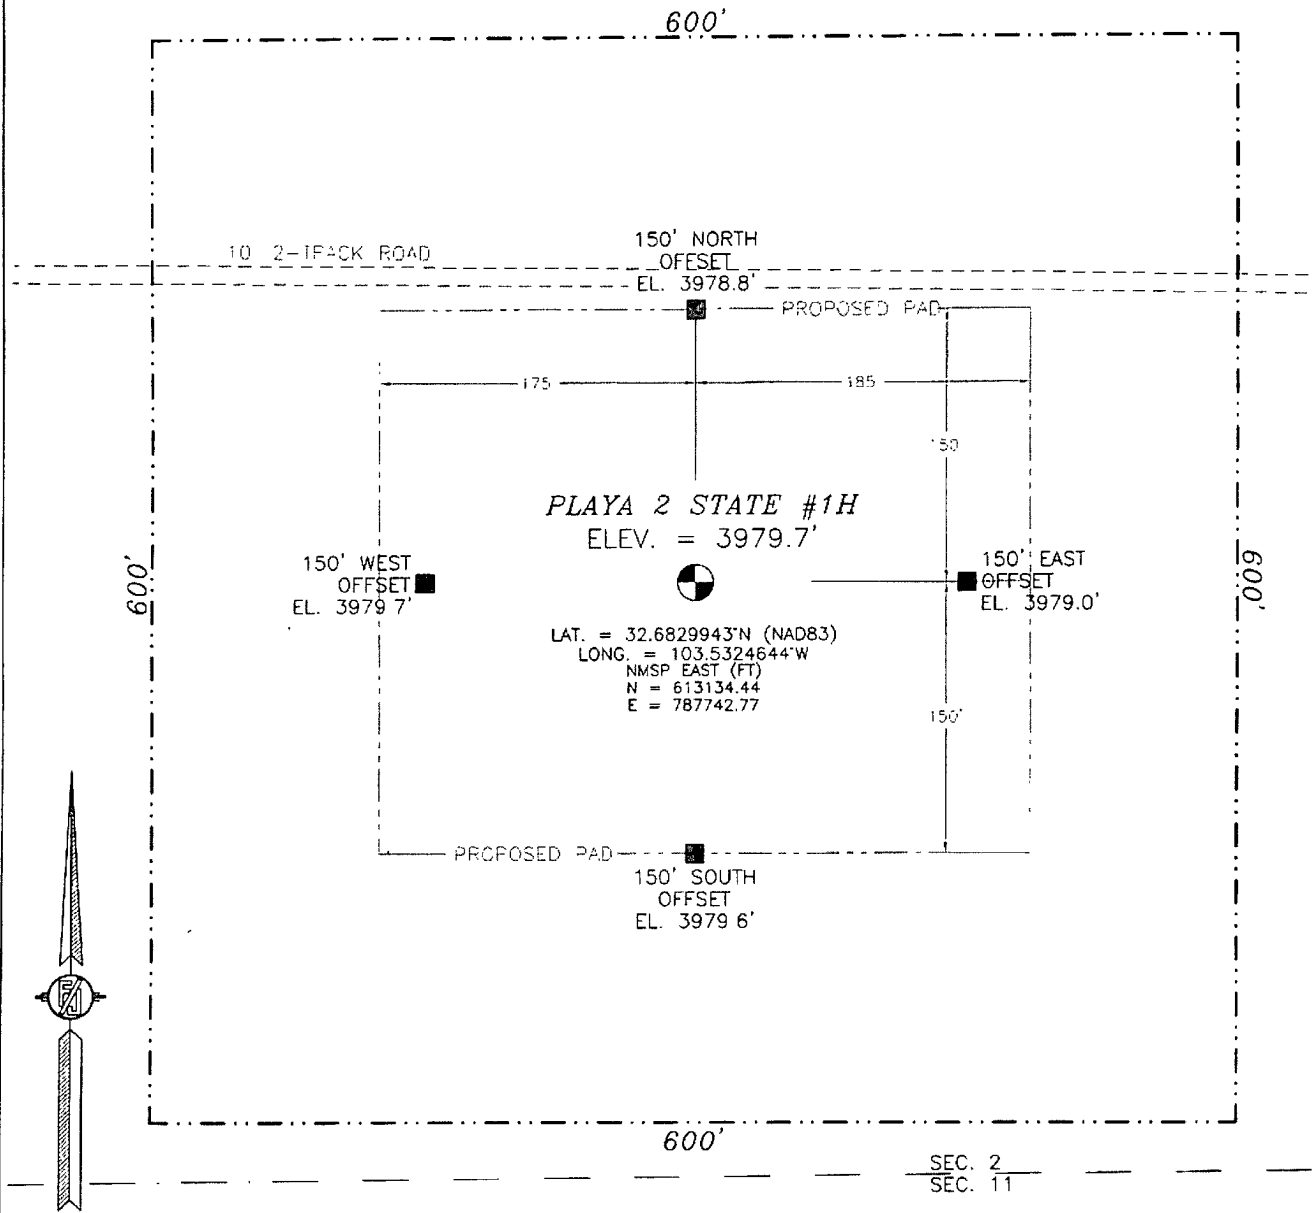 600'
10 2-TRACK ROAD
150' NORTH
OFFSET
EL. 3978.8'
PROPOSED PAD
175
185
150
PLAYA 2 STATE #1H
ELEV. = 3979.7'
150' WEST
OFFSET
EL. 3979 7'
150' EAST
OFFSET
EL. 3979.0'
600'
600'
LAT. = 32.6829943°N (NAD83)
LONG. = 103.5324644°W
NMSP EAST (FT)
N = 613134.44
E = 787742.77
150'
PROPOSED PAD
150' SOUTH
OFFSET
EL. 3979 6'
600'
SEC. 2
SEC. 11